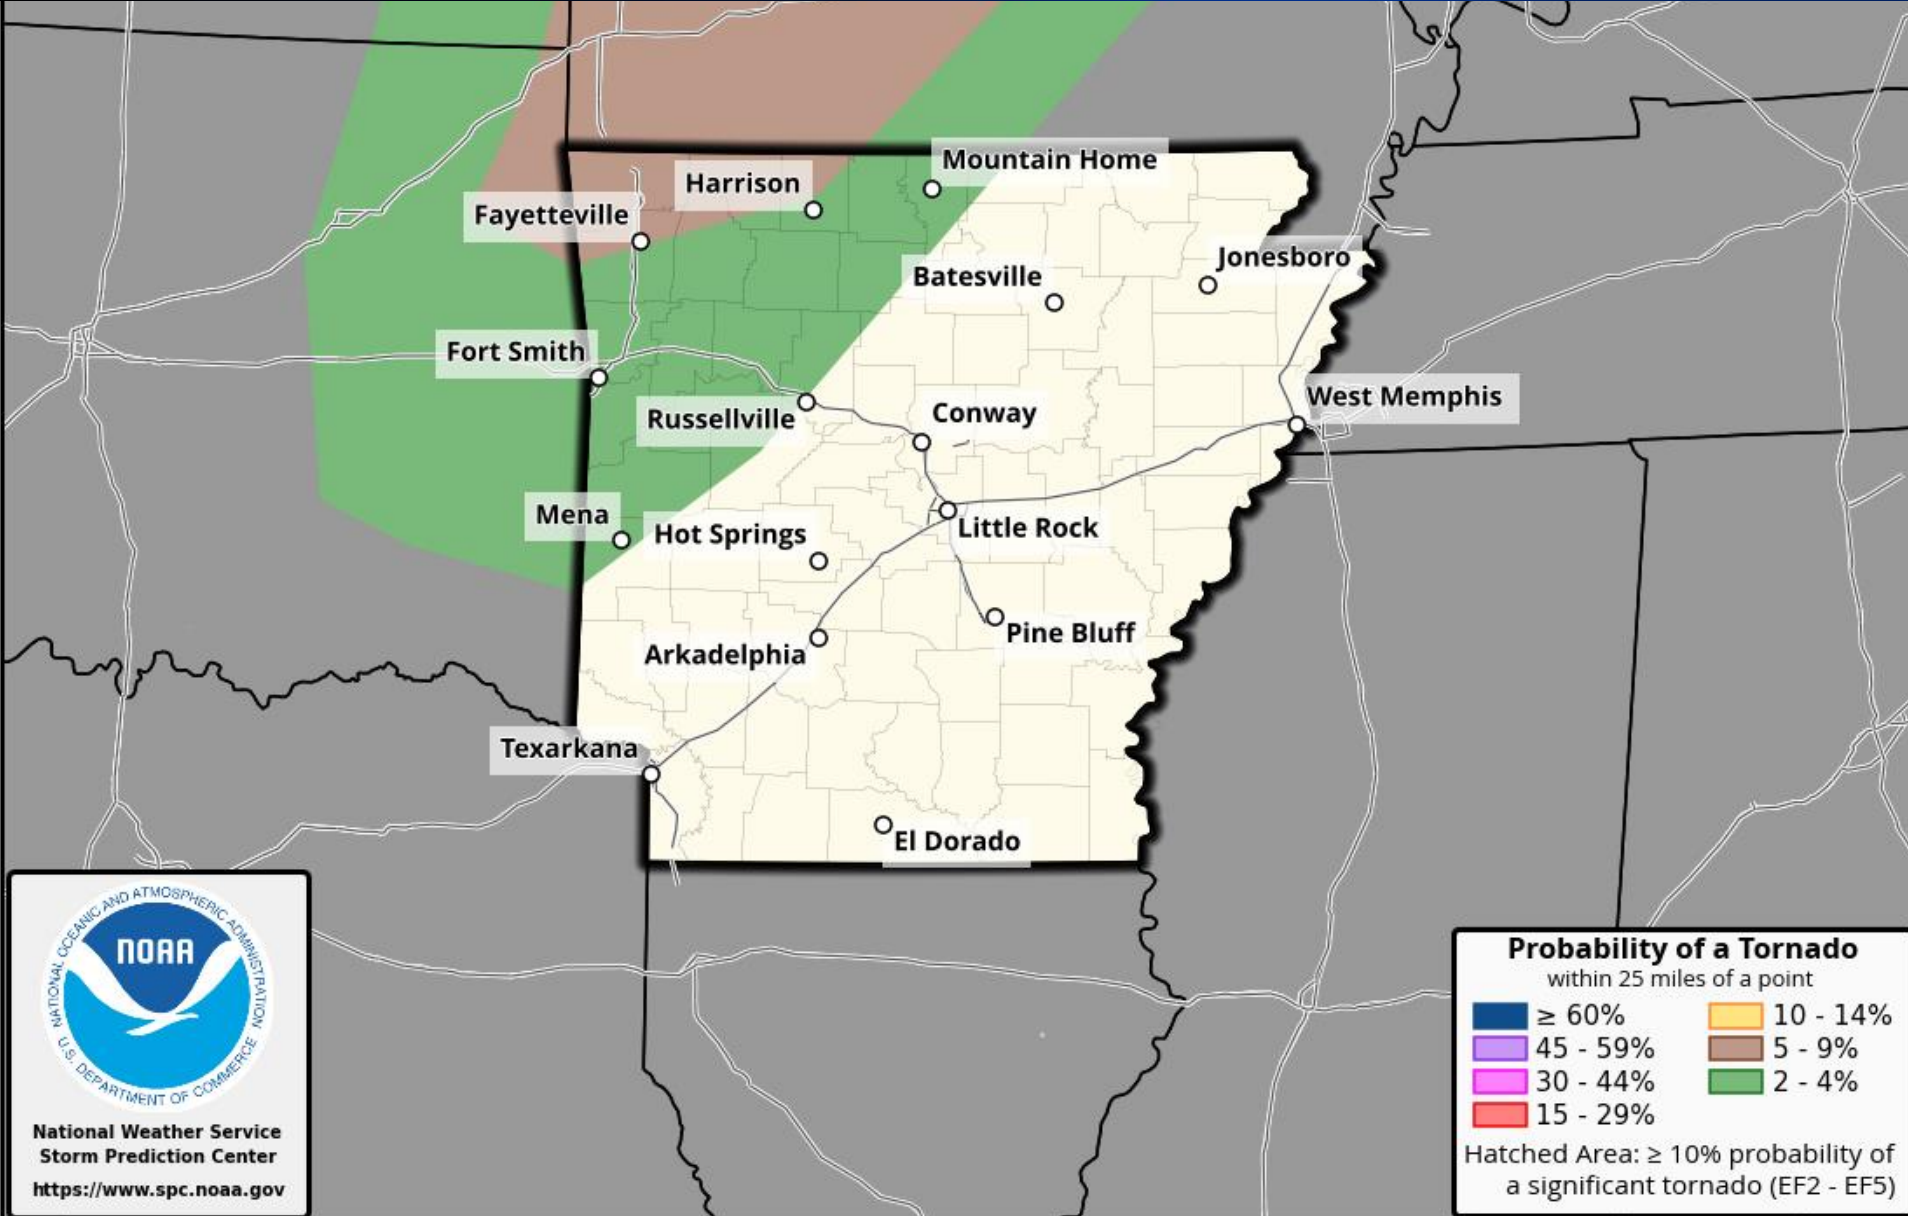 Mountain Home
Harrison
Fayetteville
Jonesboro
Batesville
Fort Smith
West Memphis
Russellville
Conway
Mena
Hot Springs
Little Rock
Pine Bluff
Arkadelphia
Texarkana
El Dorado
NATIONAL OCEANIC AND ATMOSPHERIC ADMINISTRATION
NOAA
U.S. DEPARTMENT OF COMMERCE
National Weather Service
Storm Prediction Center
https://www.spc.noaa.gov
Probability of a Tornado
within 25 miles of a point
≥ 60%
45 - 59%
30 - 44%
15 - 29%
10 - 14%
5 - 9%
2 - 4%
Hatched Area: ≥ 10% probability of
a significant tornado (EF2 - EF5)